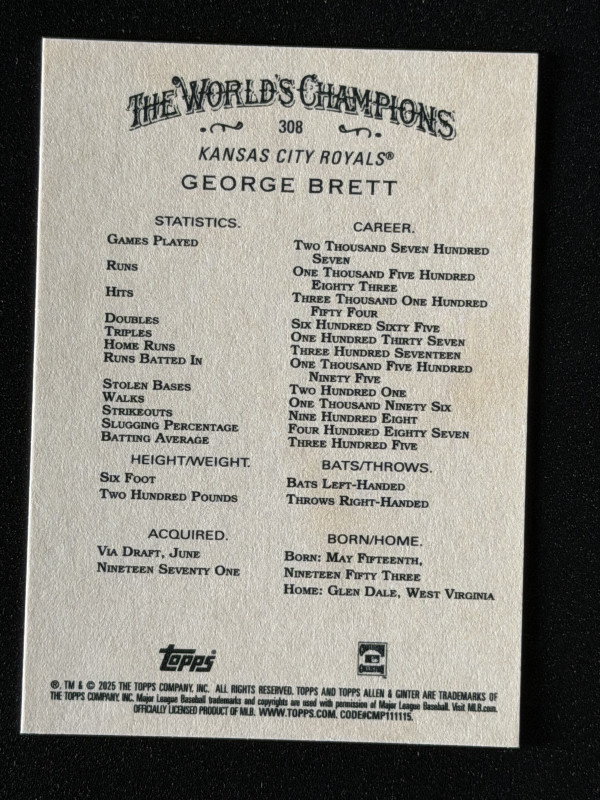 THE WORLD'S CHAMPIONS
308
KANSAS CITY ROYALS®
GEORGE BRETT
STATISTICS.
GAMES PLAYED
RUNS
HITS
DOUBLES
TRIPLES
HOME RUNS
RUNS BATTED IN
STOLEN BASES
WALKS
STRIKEOUTS
SLUGGING PERCENTAGE
BATTING AVERAGE
CAREER.
TWO THOUSAND SEVEN HUNDRED
SEVEN
ONE THOUSAND FIVE HUNDRED
EIGHTY THREE
THREE THOUSAND ONE HUNDRED
FIFTY FOUR
SIX HUNDRED SIXTY FIVE
ONE HUNDRED THIRTY SEVEN
THREE HUNDRED SEVENTEEN
ONE THOUSAND FIVE HUNDRED
NINETY FIVE
TWO HUNDRED ONE
ONE THOUSAND NINETY SIX
NINE HUNDRED EIGHT
FOUR HUNDRED EIGHTY SEVEN
THREE HUNDRED FIVE
HEIGHT/WEIGHT.
SIX FOOT
TWO HUNDRED POUNDS
BATS/THROWS.
BATS LEFT-HANDED
THROWS RIGHT-HANDED
ACQUIRED.
VIA DRAFT, JUNE
NINETEEN SEVENTY ONE
BORN/HOME.
BORN: MAY FIFTEENTH,
NINETEEN FIFTY THREE
HOME: GLEN DALE, WEST VIRGINIA
Topps
®, TM & © 2025 THE TOPPS COMPANY, INC. ALL RIGHTS RESERVED. TOPPS AND TOPPS ALLEN & GINTER ARE TRADEMARKS OF
THE TOPPS COMPANY, INC. Major League Baseball trademarks and copyrights are used with permission of Major League Baseball. Visit MLB.com.
OFFICIALLY LICENSED PRODUCT OF MLB. WWW.TOPPS.COM. CODE#CMP111115.